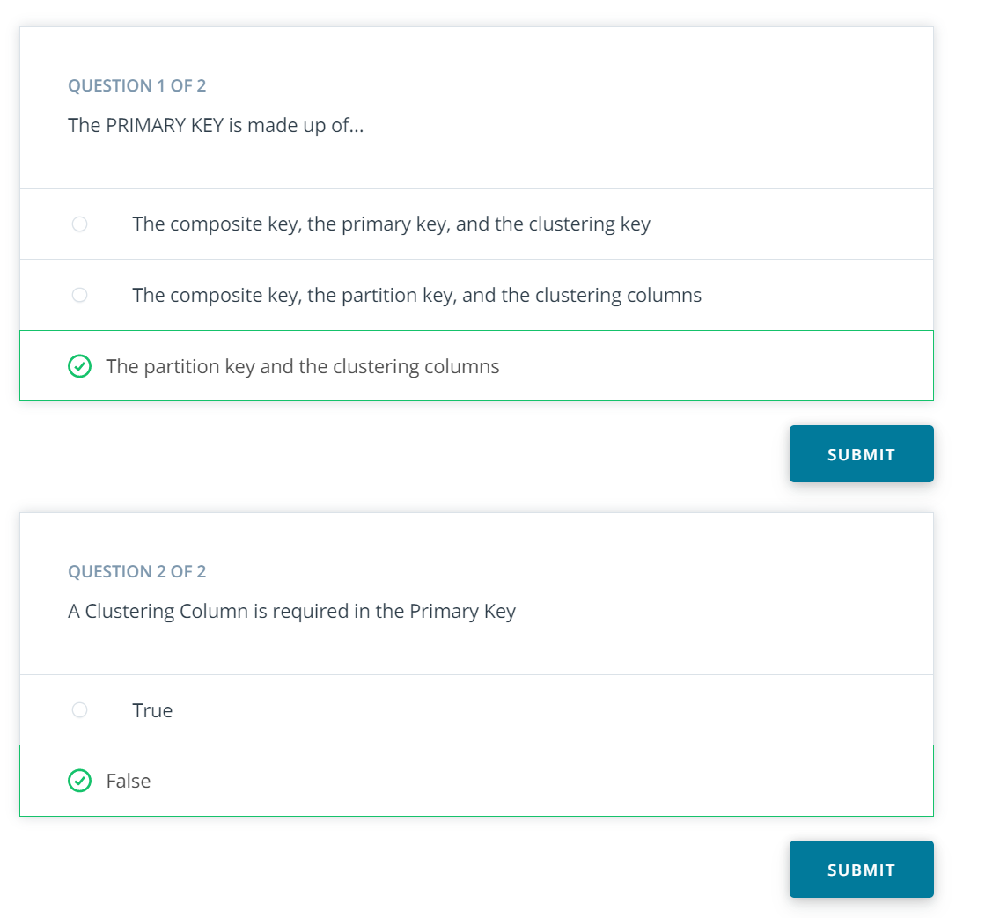 QUESTION 1 OF 2
The PRIMARY KEY is made up of...
The composite key, the primary key, and the clustering key
The composite key, the partition key, and the clustering columns
The partition key and the clustering columns
SUBMIT
QUESTION 2 OF 2
A Clustering Column is required in the Primary Key
True
False
SUBMIT